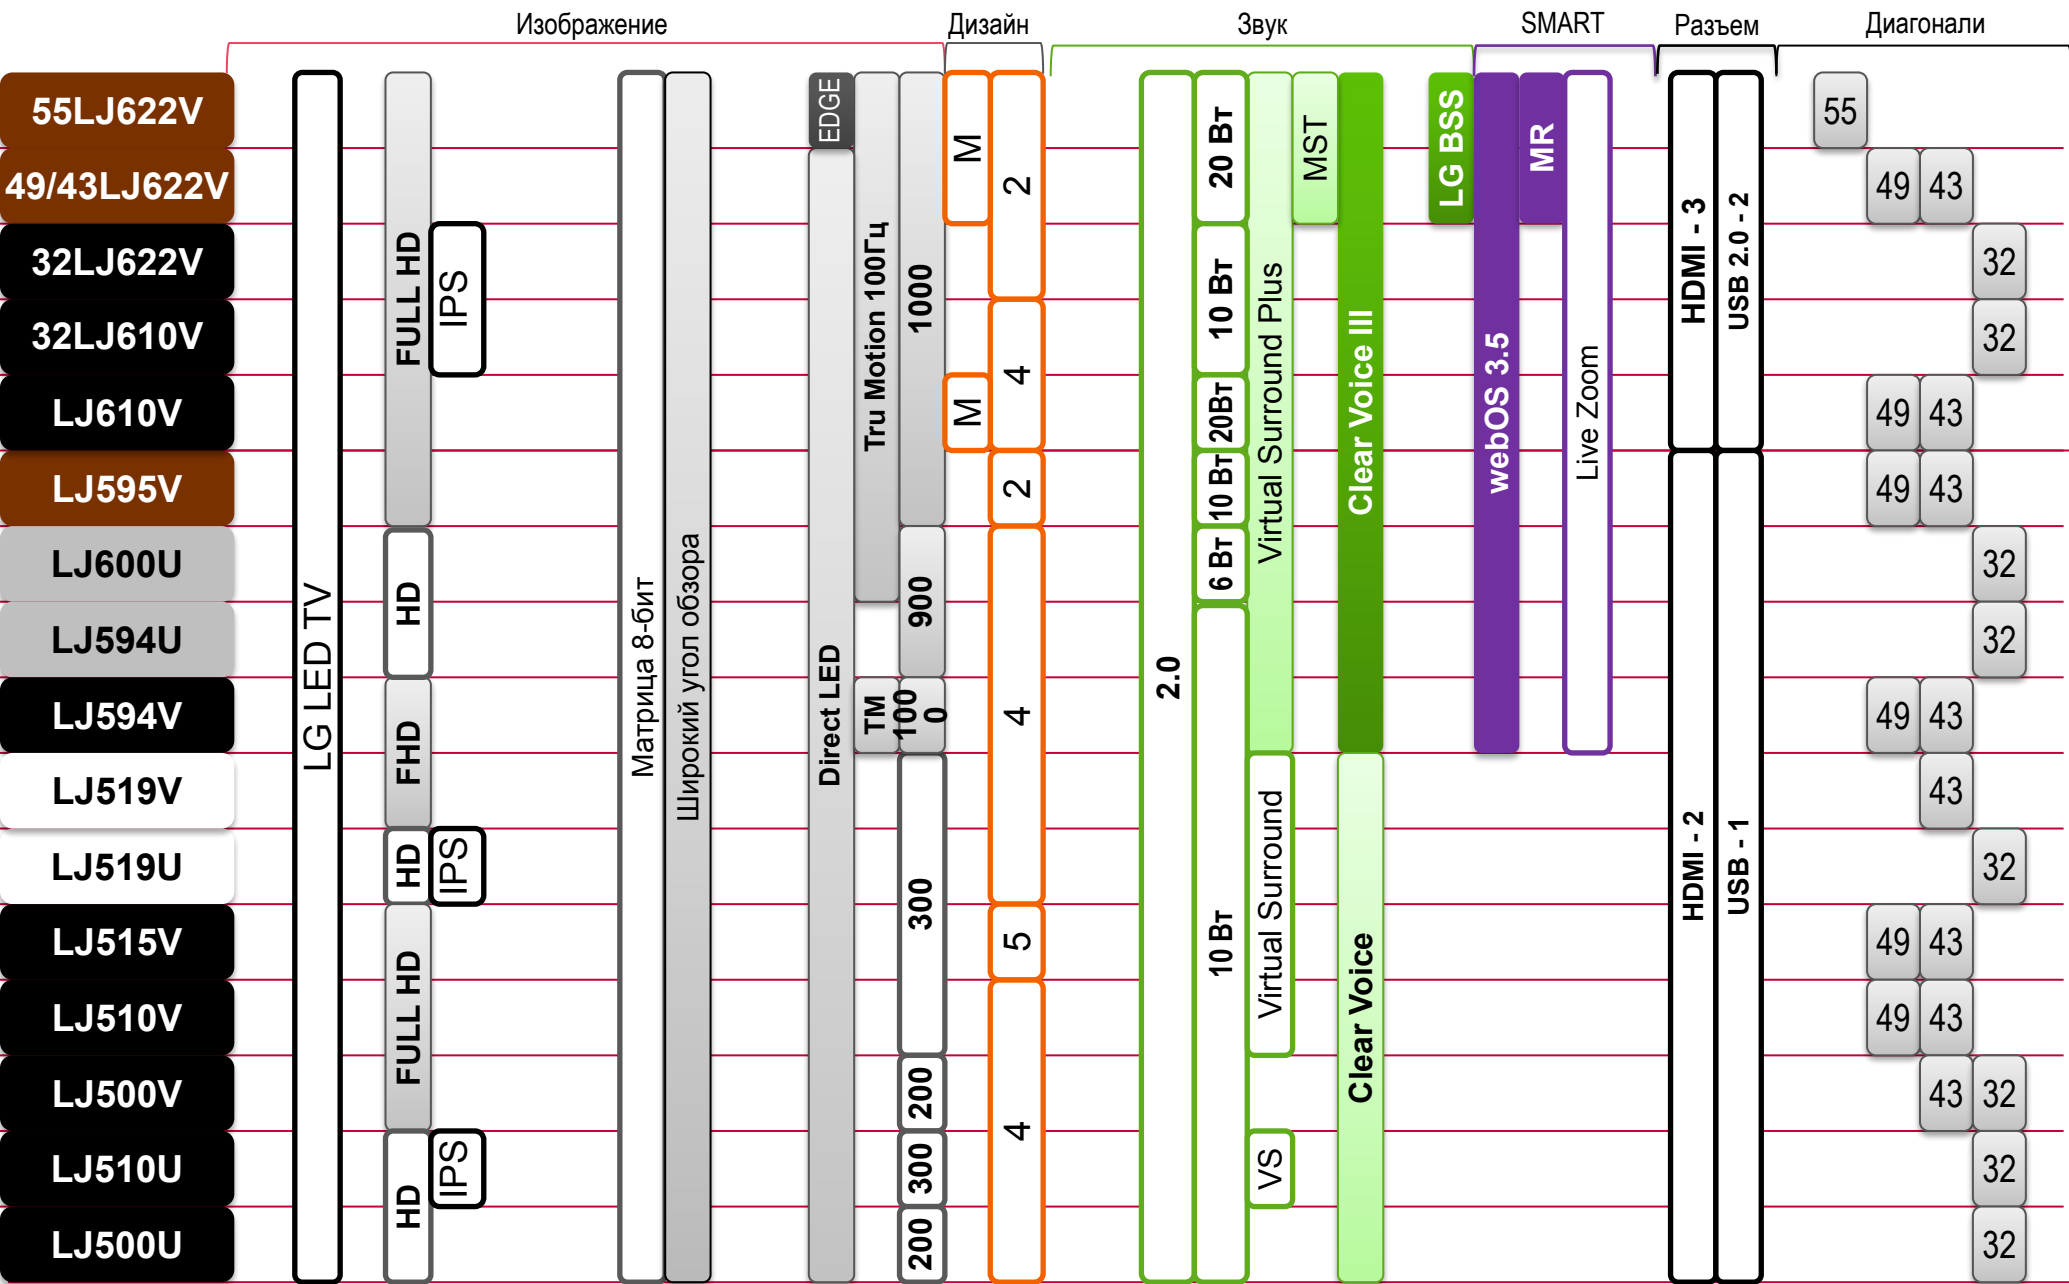 Изображение
Дизайн
Звук
SMART
Разъем
Диагонали
55LJ622V
49/43LJ622V
32LJ622V
32LJ610V
LJ610V
LJ595V
LJ600U
LJ594U
LJ594V
LJ519V
LJ519U
LJ515V
LJ510V
LJ500V
LJ510U
LJ500U
LG LED TV
FULL HD
HD
FHD
HD
FULL HD
HD
IPS
IPS
IPS
Матрица 8-бит
Широкий угол обзора
EDGE
Direct LED
Tru Motion 100Гц
TM
1000
900
100
0
300
200
300
200
M
M
2
4
2
4
5
4
2.0
20 Вт
10 Вт
20Вт
10 Вт
6 Вт
10 Вт
Virtual Surround Plus
Virtual Surround
VS
MST
Clear Voice III
Clear Voice
LG BSS
webOS 3.5
MR
Live Zoom
HDMI - 3
HDMI - 2
USB 2.0 - 2
USB - 1
55
49 43
32
32
49 43
49 43
32
32
49 43
43
32
49 43
49 43
43 32
32
32